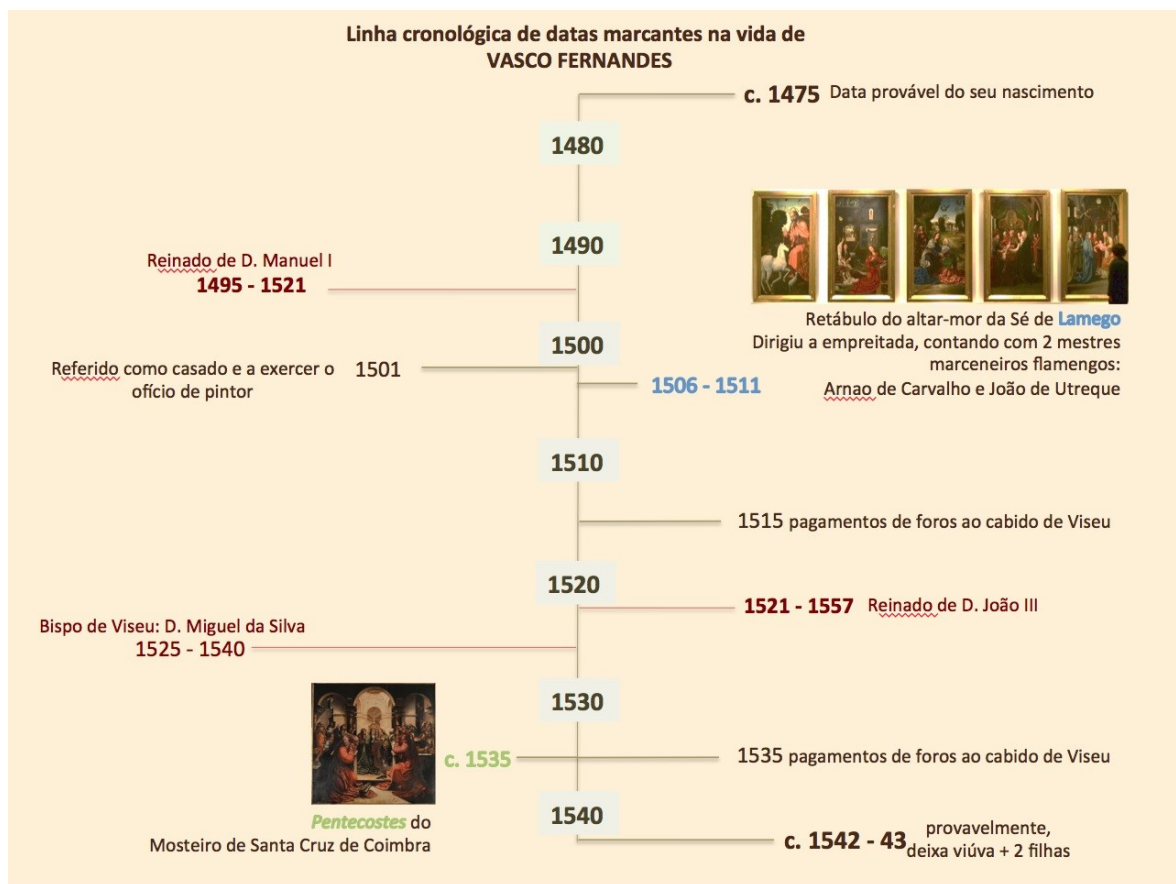 Linha cronológica de datas marcantes na vida de
VASCO FERNANDES
c. 1475 Data provável do seu nascimento
1480
1490
Reinado de D. Manuel I
1495 - 1521
Retábulo do altar-mor da Sé de Lamego
Dirigiu a empreitada, contando com 2 mestres
marceneiros flamengos:
Arnao de Carvalho e João de Utreque
1500
Referido como casado e a exercer o
ofício de pintor
1501
1506 - 1511
1510
1515 pagamentos de foros ao cabido de Viseu
1520
1521 - 1557 Reinado de D. João III
Bispo de Viseu: D. Miguel da Silva
1525 - 1540
1530
c. 1535
1535 pagamentos de foros ao cabido de Viseu
Pentecostes do
Mosteiro de Santa Cruz de Coimbra
1540
c. 1542 - 43 provavelmente,
deixa viúva + 2 filhas